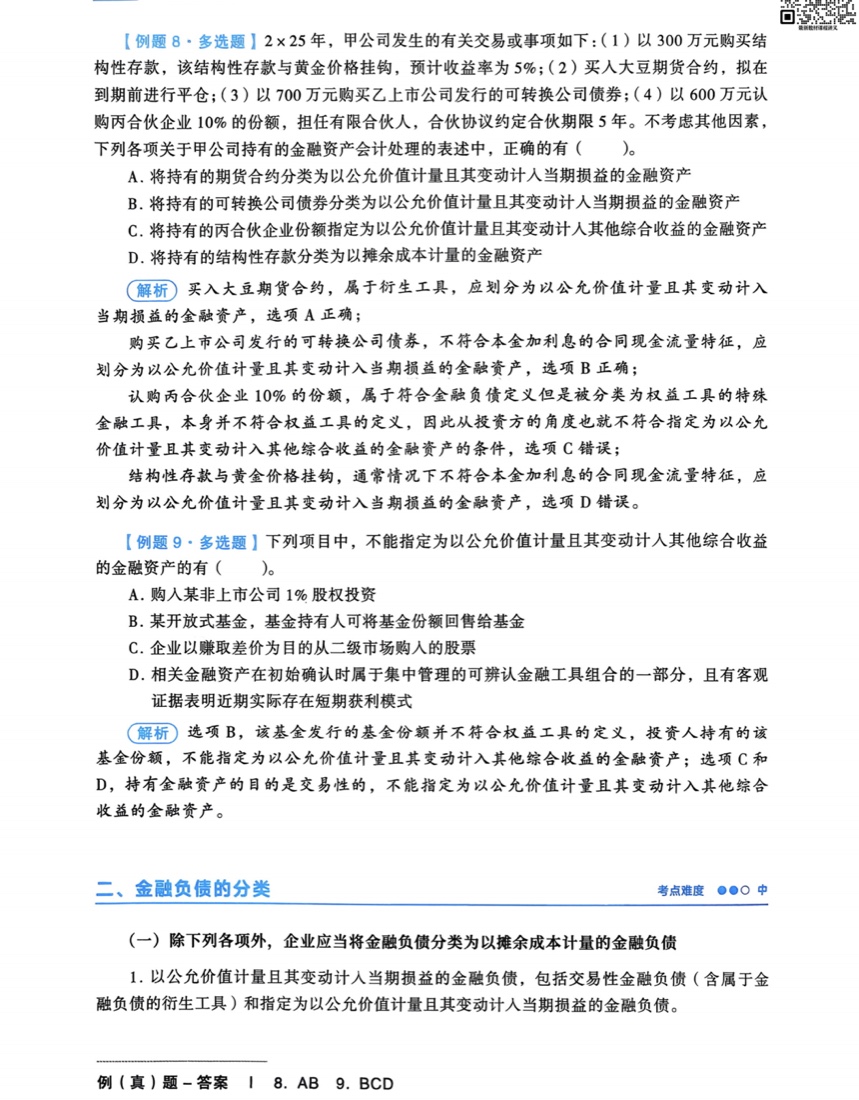 【例题 8·多选题】2×25 年，甲公司发生的有关交易或事项如下：（1）以 300 万元购买结
构性存款，该结构性存款与黄金价格挂钩，预计收益率为 5%；（2）买入大豆期货合约，拟在
到期前进行平仓；（3）以 700 万元购买乙上市公司发行的可转换公司债券；（4）以 600 万元认
购丙合伙企业 10% 的份额，担任有限合伙人，合伙协议约定合伙期限 5 年。不考虑其他因素，
下列各项关于甲公司持有的金融资产会计处理的表述中，正确的有（　　）。
A. 将持有的期货合约分类为以公允价值计量且其变动计入当期损益的金融资产
B. 将持有的可转换公司债券分类为以公允价值计量且其变动计入当期损益的金融资产
C. 将持有的丙合伙企业份额指定为以公允价值计量且其变动计入其他综合收益的金融资产
D. 将持有的结构性存款分类为以摊余成本计量的金融资产
解析 买入大豆期货合约，属于衍生工具，应划分为以公允价值计量且其变动计入
当期损益的金融资产，选项 A 正确；
购买乙上市公司发行的可转换公司债券，不符合本金加利息的合同现金流量特征，应
划分为以公允价值计量且其变动计入当期损益的金融资产，选项 B 正确；
认购丙合伙企业 10% 的份额，属于符合金融负债定义但是被分类为权益工具的特殊
金融工具，本身并不符合权益工具的定义，因此从投资方的角度也就不符合指定为以公允
价值计量且其变动计入其他综合收益的金融资产的条件，选项 C 错误；
结构性存款与黄金价格挂钩，通常情况下不符合本金加利息的合同现金流量特征，应
划分为以公允价值计量且其变动计入当期损益的金融资产，选项 D 错误。
【例题 9·多选题】下列项目中，不能指定为以公允价值计量且其变动计入其他综合收益
的金融资产的有（　　）。
A. 购入某非上市公司 1% 股权投资
B. 某开放式基金，基金持有人可将基金份额回售给基金
C. 企业以赚取差价为目的从二级市场购入的股票
D. 相关金融资产在初始确认时属于集中管理的可辨认金融工具组合的一部分，且有客观
证据表明近期实际存在短期获利模式
解析 选项 B，该基金发行的基金份额并不符合权益工具的定义，投资人持有的该
基金份额，不能指定为以公允价值计量且其变动计入其他综合收益的金融资产；选项 C 和
D，持有金融资产的目的是交易性的，不能指定为以公允价值计量且其变动计入其他综合
收益的金融资产。
二、金融负债的分类
考点难度 中
（一）除下列各项外，企业应当将金融负债分类为以摊余成本计量的金融负债
1. 以公允价值计量且其变动计入当期损益的金融负债，包括交易性金融负债（含属于金
融负债的衍生工具）和指定为以公允价值计量且其变动计入当期损益的金融负债。
例（真）题－答案 | 8. AB 9. BCD